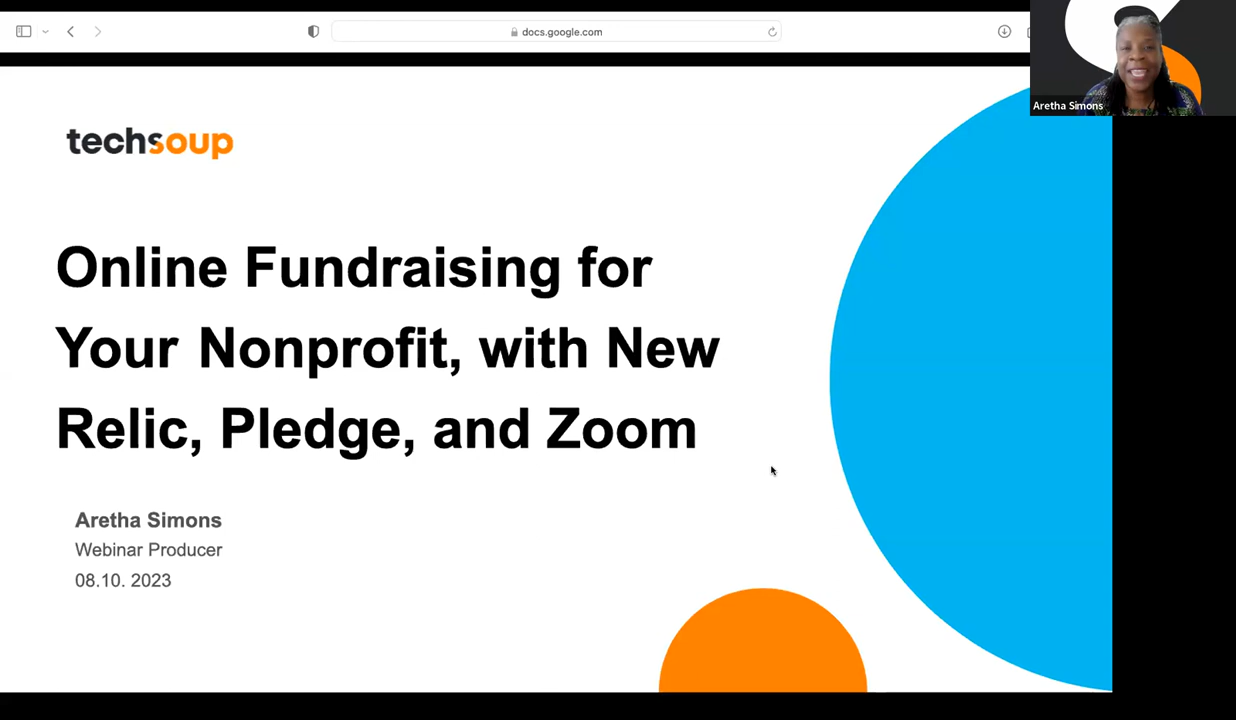 docs.google.com
Aretha Simons
techsoup
Online Fundraising for
Your Nonprofit, with New
Relic, Pledge, and Zoom
Aretha Simons
Webinar Producer
08.10. 2023